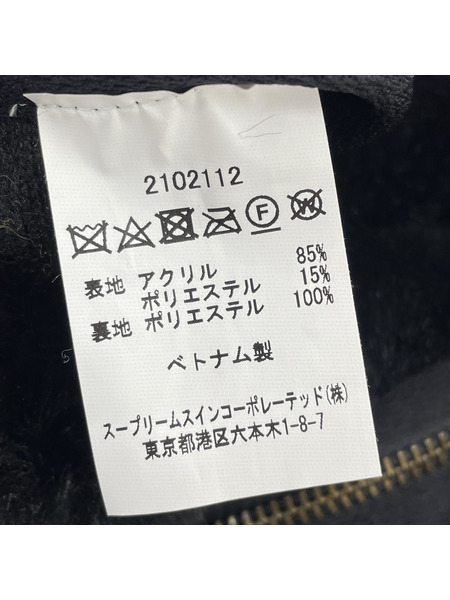 2102112
F W
表地 アクリル 85%
ポリエステル 15%
裏地 ポリエステル 100%
ベトナム製
スープリームスインコーポレーテッド(株)
東京都港区六本木1-8-7